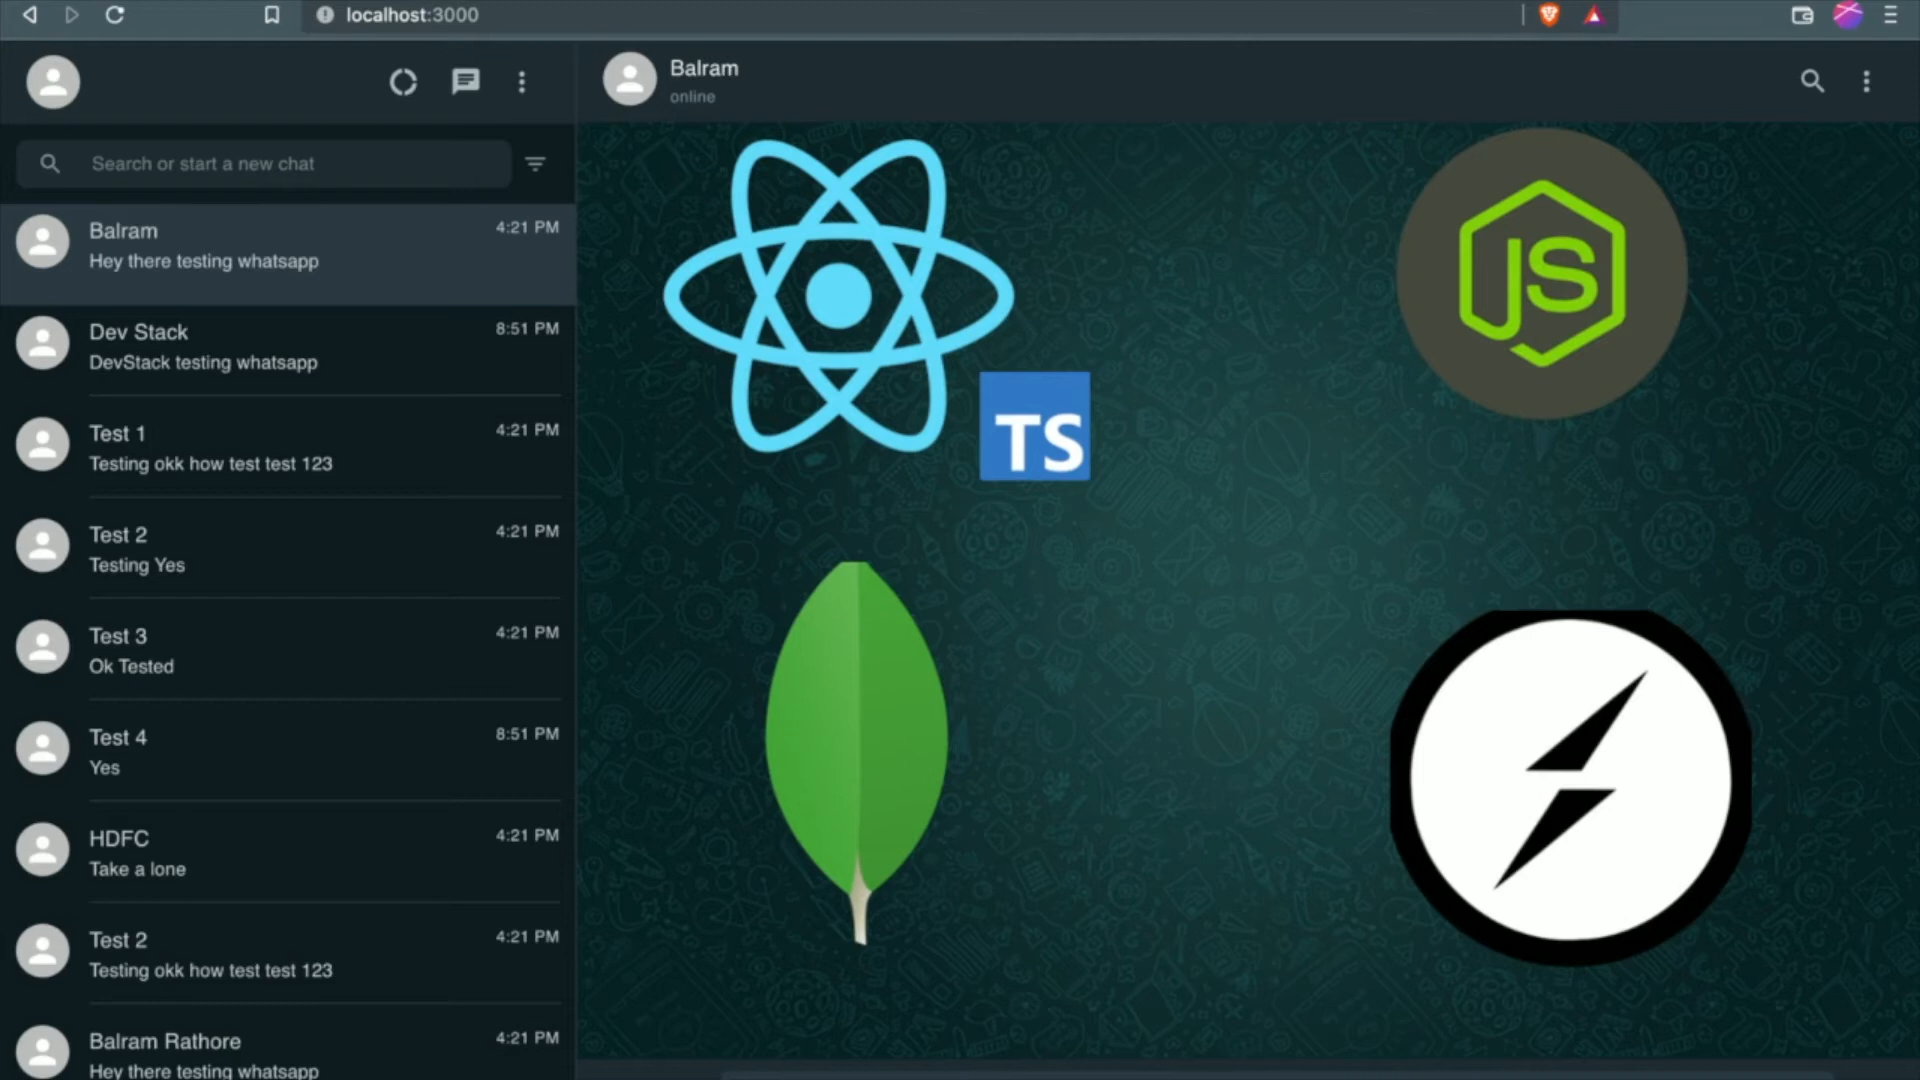 localhost:3000
Balram
online
Search or start a new chat
Balram
4:21 PM
Hey there testing whatsapp
Dev Stack
8:51 PM
DevStack testing whatsapp
Test 1
4:21 PM
Testing okk how test test 123
Test 2
4:21 PM
Testing Yes
Test 3
4:21 PM
Ok Tested
Test 4
8:51 PM
Yes
HDFC
4:21 PM
Take a lone
Test 2
4:21 PM
Testing okk how test test 123
Balram Rathore
4:21 PM
Hey there testing whatsapp
JS
TS